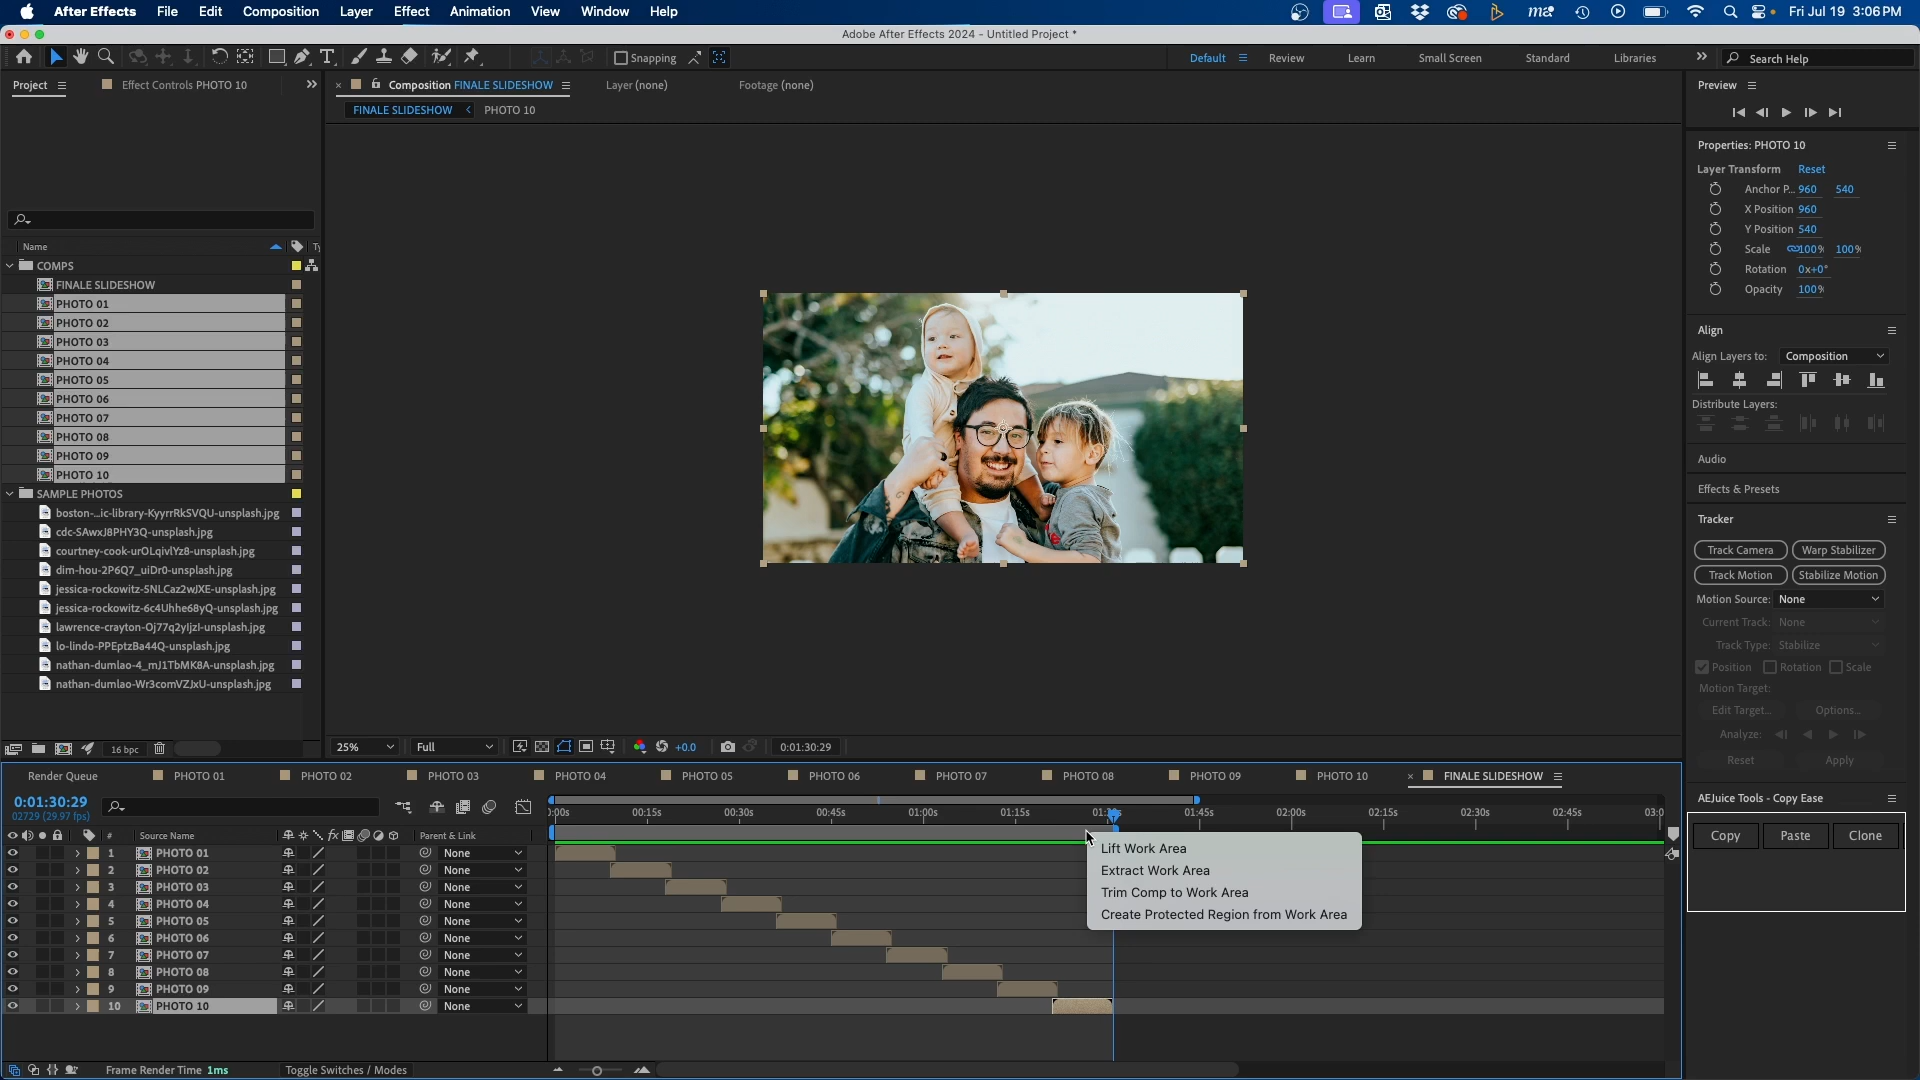 After Effects File Edit Composition Layer Effect Animation View Window Help Fri Jul 19 3:06 PM
Adobe After Effects 2024 - Untitled Project *
Snapping Default Review Learn Small Screen Standard Libraries Search Help
Project Effect Controls PHOTO 10 Composition FINALE SLIDESHOW Layer (none) Footage (none) Preview
FINALE SLIDESHOW PHOTO 10
Properties: PHOTO 10
Layer Transform Reset
Anchor P... 960 540
X Position 960
Y Position 540
Scale 100% 100%
Rotation 0x+0°
Opacity 100%
Align
Align Layers to: Composition
Distribute Layers:
Audio
Effects & Presets
Tracker
Track Camera Warp Stabilizer
Track Motion Stabilize Motion
Motion Source: None
Current Track: None
Track Type: Stabilize
Position Rotation Scale
Motion Target:
Edit Target... Options...
Analyze:
Reset Apply
AEJuice Tools - Copy Ease
Copy Paste Clone
Name Ty
COMPS
FINALE SLIDESHOW
PHOTO 01
PHOTO 02
PHOTO 03
PHOTO 04
PHOTO 05
PHOTO 06
PHOTO 07
PHOTO 08
PHOTO 09
PHOTO 10
SAMPLE PHOTOS
boston-...ic-library-KyyrrRkSVQU-unsplash.jpg
cdc-SAwxJ8PHY3Q-unsplash.jpg
courtney-cook-urOLqivlYz8-unsplash.jpg
dim-hou-2P6Q7_uiDr0-unsplash.jpg
jessica-rockowitz-5NLCaz2wJXE-unsplash.jpg
jessica-rockowitz-6c4Uhhe68yQ-unsplash.jpg
lawrence-crayton-Oj77q2yIjzI-unsplash.jpg
lo-lindo-PPEptzBa44Q-unsplash.jpg
nathan-dumlao-4_mJ1TbMK8A-unsplash.jpg
nathan-dumlao-Wr3comVZJxU-unsplash.jpg
16 bpc
25% Full +0.0 0:01:30:29
Render Queue PHOTO 01 PHOTO 02 PHOTO 03 PHOTO 04 PHOTO 05 PHOTO 06 PHOTO 07 PHOTO 08 PHOTO 09 PHOTO 10 FINALE SLIDESHOW
0:01:30:29
02729 (29.97 fps)
):00s 00:15s 00:30s 00:45s 01:00s 01:15s 01:45s 02:00s 02:15s 02:30s 02:45s 03:0
# Source Name fx Parent & Link
1 PHOTO 01 None
2 PHOTO 02 None
3 PHOTO 03 None
4 PHOTO 04 None
5 PHOTO 05 None
6 PHOTO 06 None
7 PHOTO 07 None
8 PHOTO 08 None
9 PHOTO 09 None
10 PHOTO 10 None
Lift Work Area
Extract Work Area
Trim Comp to Work Area
Create Protected Region from Work Area
Frame Render Time 1ms Toggle Switches / Modes